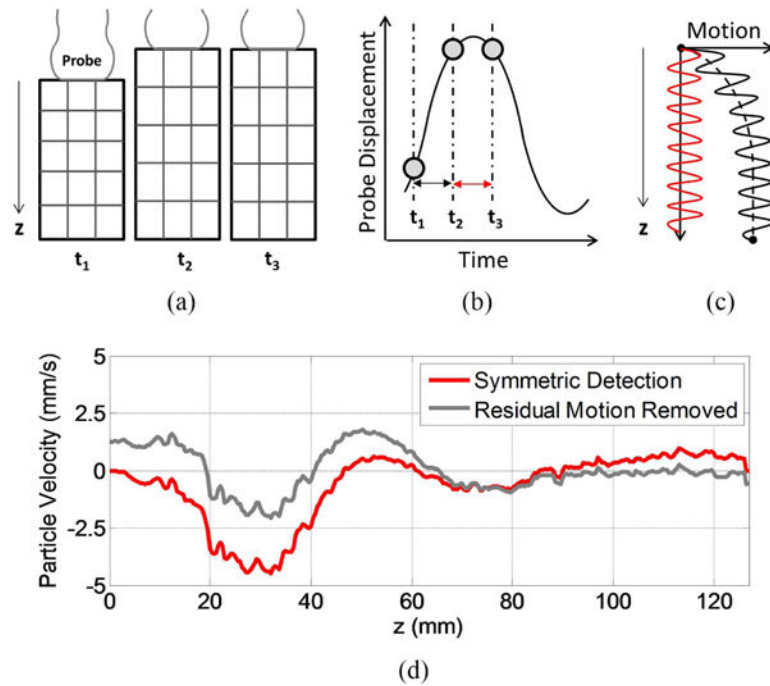 Probe
z
t₁
t₂
t₃
(a)
Probe Displacement
t₁
t₂
t₃
Time
(b)
Motion
z
(c)
Particle Velocity (mm/s)
5
2.5
0
-2.5
-5
Symmetric Detection
Residual Motion Removed
0 20 40 60 80 100 120
z (mm)
(d)